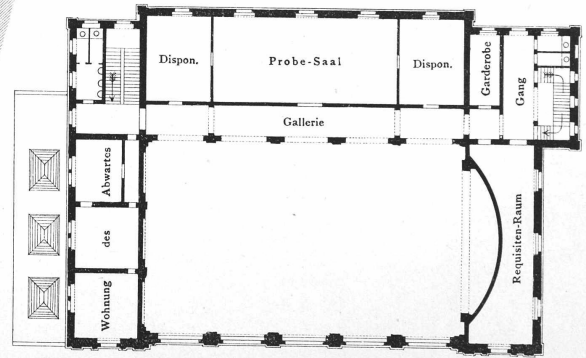 Dispon.
Probe-Saal
Dispon.
Garderobe
Gang
Gallerie
Abwartes
des
Wohnung
Requisiten-Raum